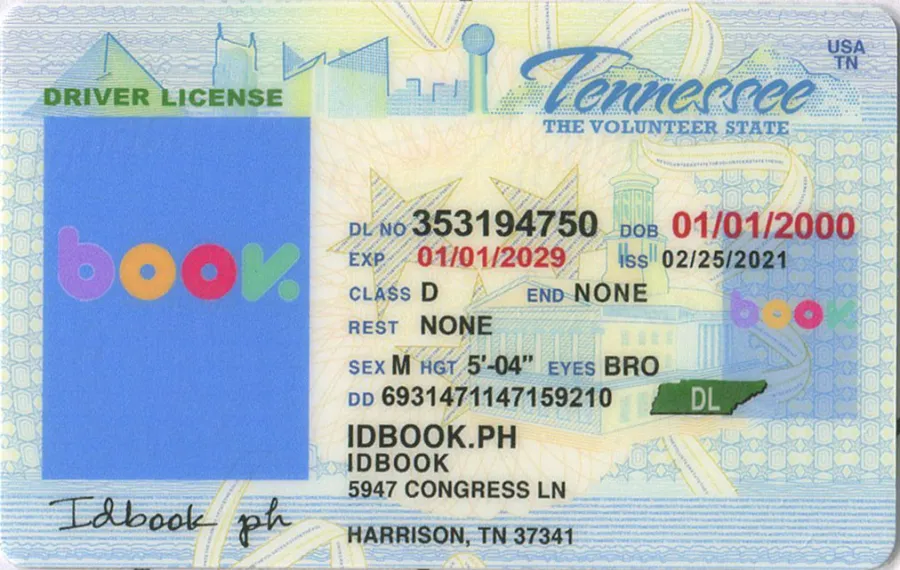 USA
TN
Tennessee
THE VOLUNTEER STATE
DRIVER LICENSE
boov.
DL NO 353194750 DOB 01/01/2000
EXP 01/01/2029 ISS 02/25/2021
CLASS D END NONE
boov.
REST NONE
SEX M HGT 5'-04" EYES BRO
DD 6931471147159210 DL
IDBOOK.PH
IDBOOK
5947 CONGRESS LN
HARRISON, TN 37341
Idbook ph